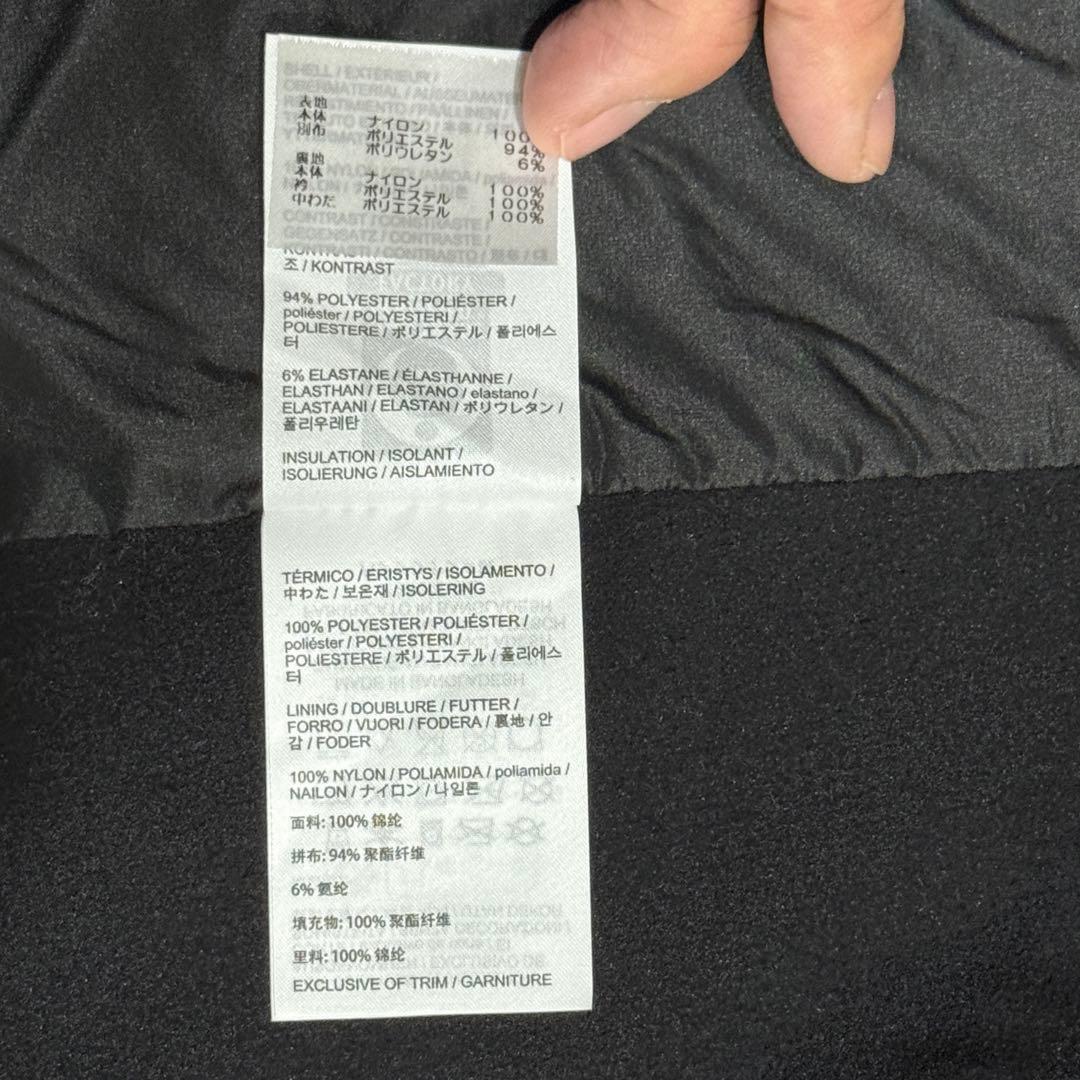 表地
本体 ナイロン 100
別布 ポリエステル 94%
ポリウレタン 6%
裏地
本体 ナイロン 100%
衿 ポリエステル 100%
中わた ポリエステル 100%
SHELL / EXTÉRIEUR /
CONTRAST / CONSTRASTE /
GEGENSATZ / CONTRASTE /
KONTRASTI / CONTRASTO /
조 / KONTRAST
94% POLYESTER / POLIÉSTER /
poliéster / POLYESTERI /
POLIESTERE / ポリエステル / 폴리에스
터
6% ELASTANE / ÉLASTHANNE /
ELASTHAN / ELASTANO / elastano /
ELASTAANI / ELASTAN / ポリウレタン /
폴리우레탄
INSULATION / ISOLANT /
ISOLIERUNG / AISLAMIENTO
TÉRMICO / ERISTYS / ISOLAMENTO /
中わた / 보온재 / ISOLERING
100% POLYESTER / POLIÉSTER /
poliéster / POLYESTERI /
POLIESTERE / ポリエステル / 폴리에스
터
LINING / DOUBLURE / FUTTER /
FORRO / VUORI / FODERA / 裏地 / 안
감 / FODER
100% NYLON / POLIAMIDA / poliamida /
NAILON / ナイロン / 나일론
面料: 100% 锦纶
拼布: 94% 聚酯纤维
6% 氨纶
填充物: 100% 聚酯纤维
里料: 100% 锦纶
EXCLUSIVE OF TRIM / GARNITURE